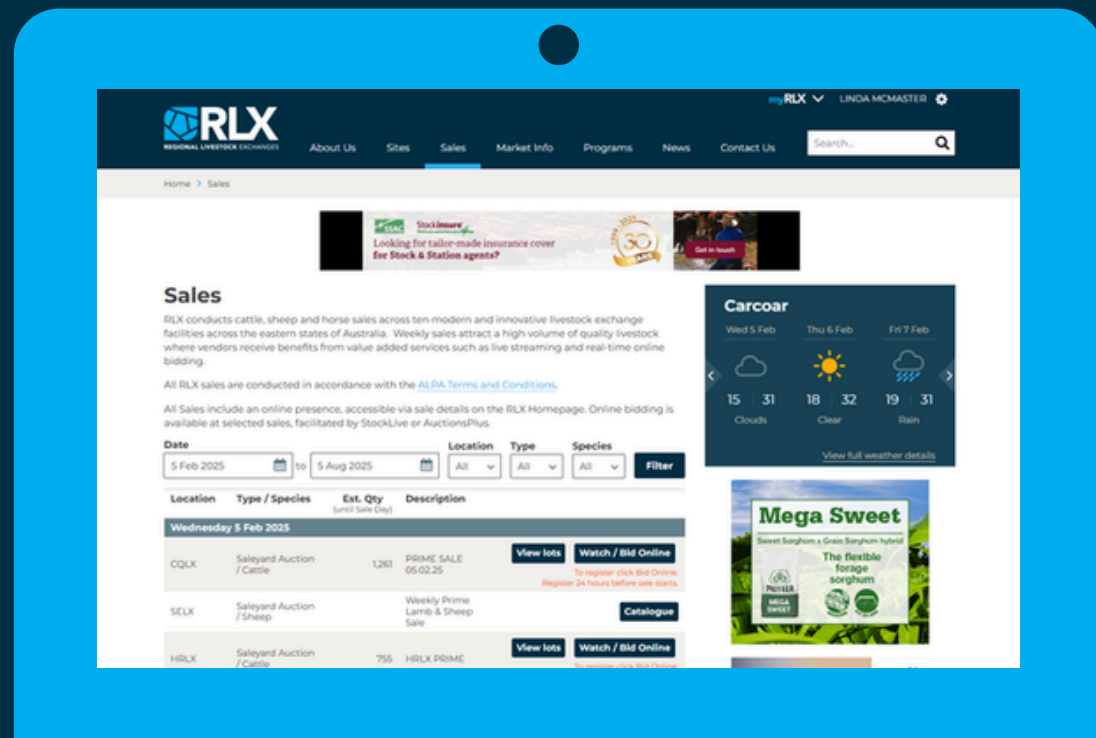 myRLX LINDA MCMASTER
RLX
REGIONAL LIVESTOCK EXCHANGES
About Us Sites Sales Market Info Programs News Contact Us
Search...
Home > Sales
SSAC Stockinsure
Looking for tailor-made insurance cover
for Stock & Station agents?
30
YEARS
Get in touch
Sales
RLX conducts cattle, sheep and horse sales across ten modern and innovative livestock exchange
facilities across the eastern states of Australia. Weekly sales attract a high volume of quality livestock
where vendors receive benefits from value added services such as live streaming and real-time online
bidding.
All RLX sales are conducted in accordance with the ALPA Terms and Conditions.
All Sales include an online presence, accessible via sale details on the RLX Homepage. Online bidding is
available at selected sales, facilitated by StockLive or AuctionsPlus.
Date Location Type Species
5 Feb 2025 to 5 Aug 2025 All All All Filter
Location Type / Species Est. Qty Description
(until Sale Day)
Wednesday 5 Feb 2025
CQLX Saleyard Auction / Cattle 1,261 PRIME SALE 05.02.25 View lots Watch / Bid Online
To register click Bid Online.
Register 24 hours before sale starts.
SELX Saleyard Auction / Sheep Weekly Prime Lamb & Sheep Sale Catalogue
HRLX Saleyard Auction / Cattle 755 HRLX PRIME View lots Watch / Bid Online
To register click Bid Online.
Carcoar
Wed 5 Feb Thu 6 Feb Fri 7 Feb
15 31 18 32 19 31
Clouds Clear Rain
View full weather details
Mega Sweet
Sweet Sorghum x Grain Sorghum hybrid
The flexible
forage
sorghum
PIONEER
MEGA
SWEET